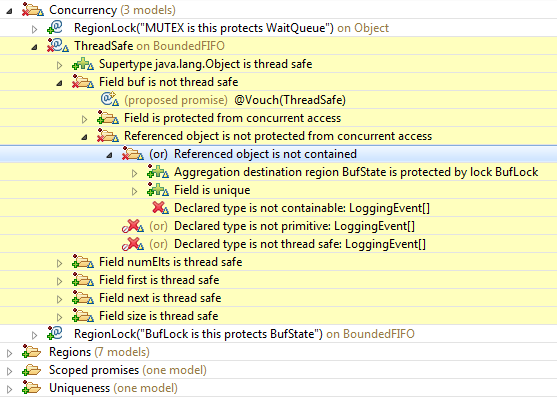 Concurrency (3 models)
RegionLock("MUTEX is this protects WaitQueue") on Object
ThreadSafe on BoundedFIFO
Supertype java.lang.Object is thread safe
Field buf is not thread safe
(proposed promise) @Vouch(ThreadSafe)
Field is protected from concurrent access
Referenced object is not protected from concurrent access
(or) Referenced object is not contained
Aggregation destination region BufState is protected by lock BufLock
Field is unique
Declared type is not containable: LoggingEvent[]
(or) Declared type is not primitive: LoggingEvent[]
(or) Declared type is not thread safe: LoggingEvent[]
Field numElts is thread safe
Field first is thread safe
Field next is thread safe
Field size is thread safe
RegionLock("BufLock is this protects BufState") on BoundedFIFO
Regions (7 models)
Scoped promises (one model)
Uniqueness (one model)